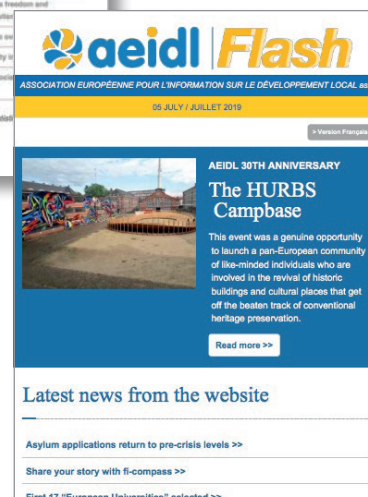 freedom and
aeidl Flash
ASSOCIATION EUROPÉENNE POUR L'INFORMATION SUR LE DÉVELOPPEMENT LOCAL
05 JULY / JUILLET 2019
> Version
AEIDL 30TH ANNIVERSARY
The HURBS
Campbase
This event was a genuine opportunity
to launch a pan-European community
of like-minded individuals who are
involved in the revival of historic
buildings and cultural places that get
off the beaten track of conventional
heritage preservation.
Read more >>
Latest news from the website
Asylum applications return to pre-crisis levels >>
Share your story with fi-compass >>
First 17 "European Universities" selected >>